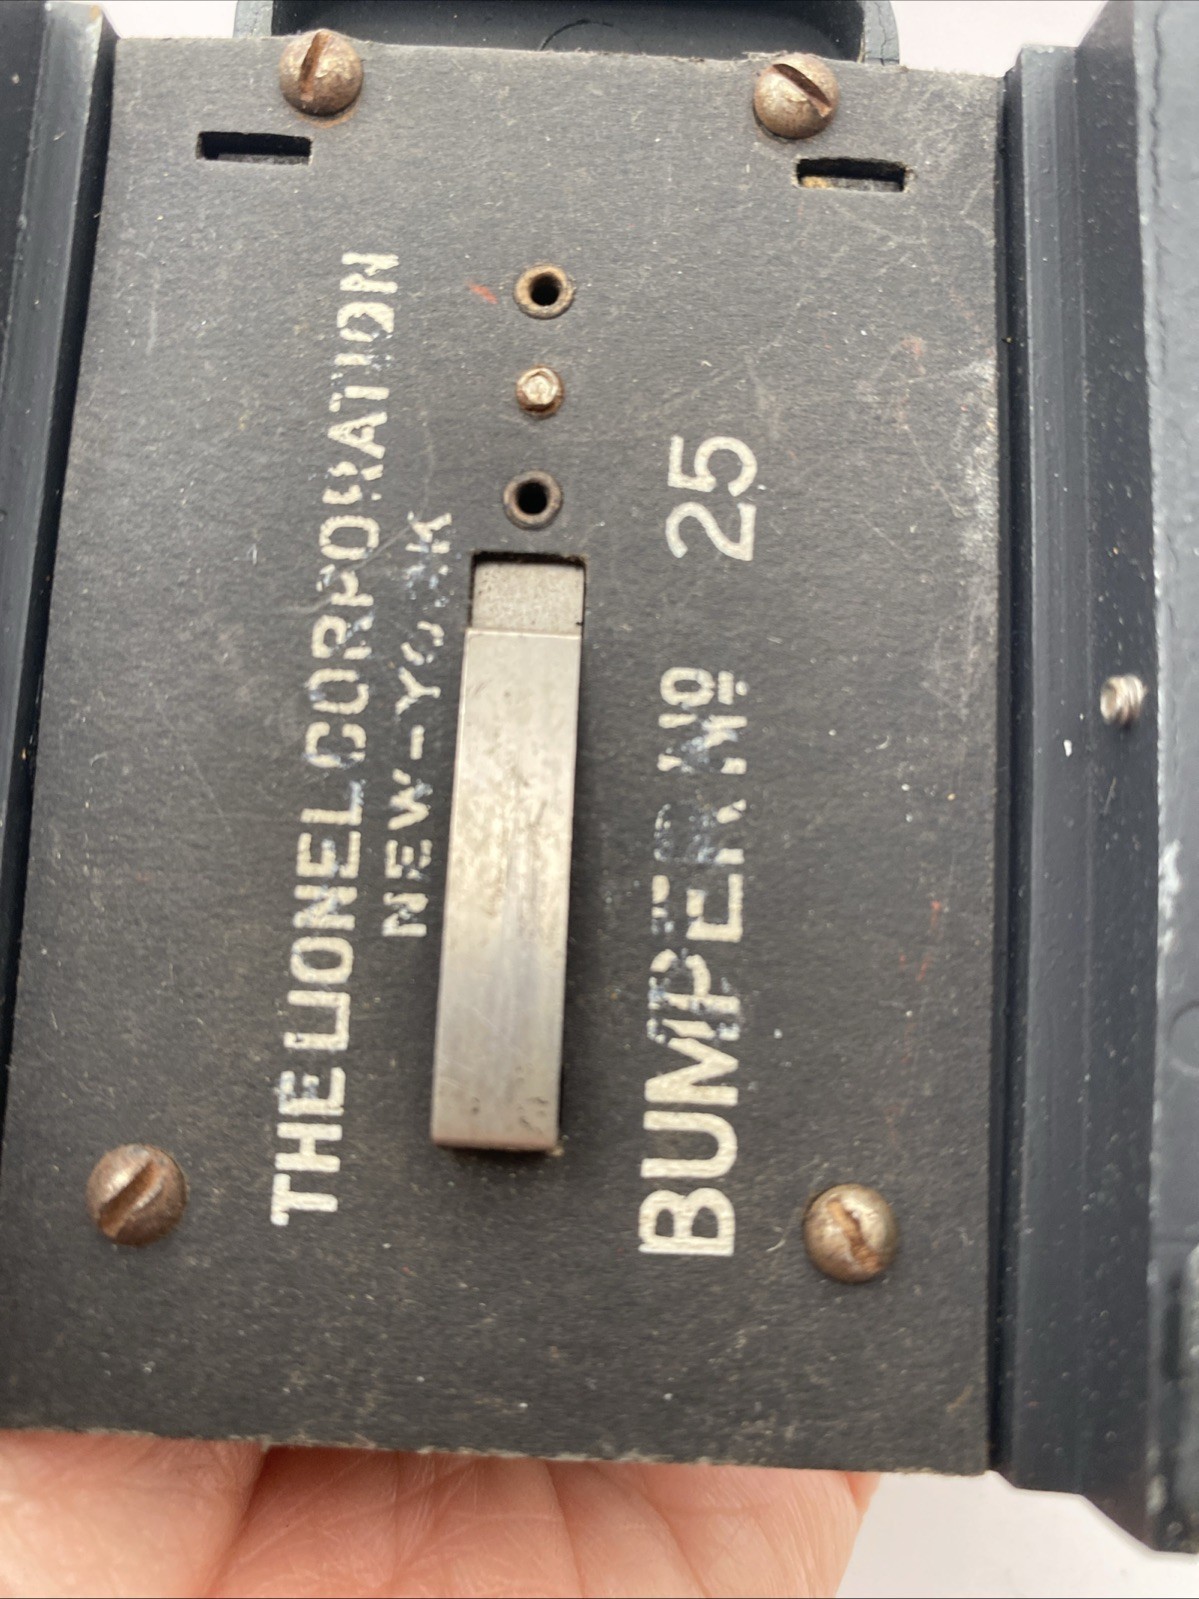 THE LIONEL CORPORATION
NEW-YORK
BUMPER Nº 25